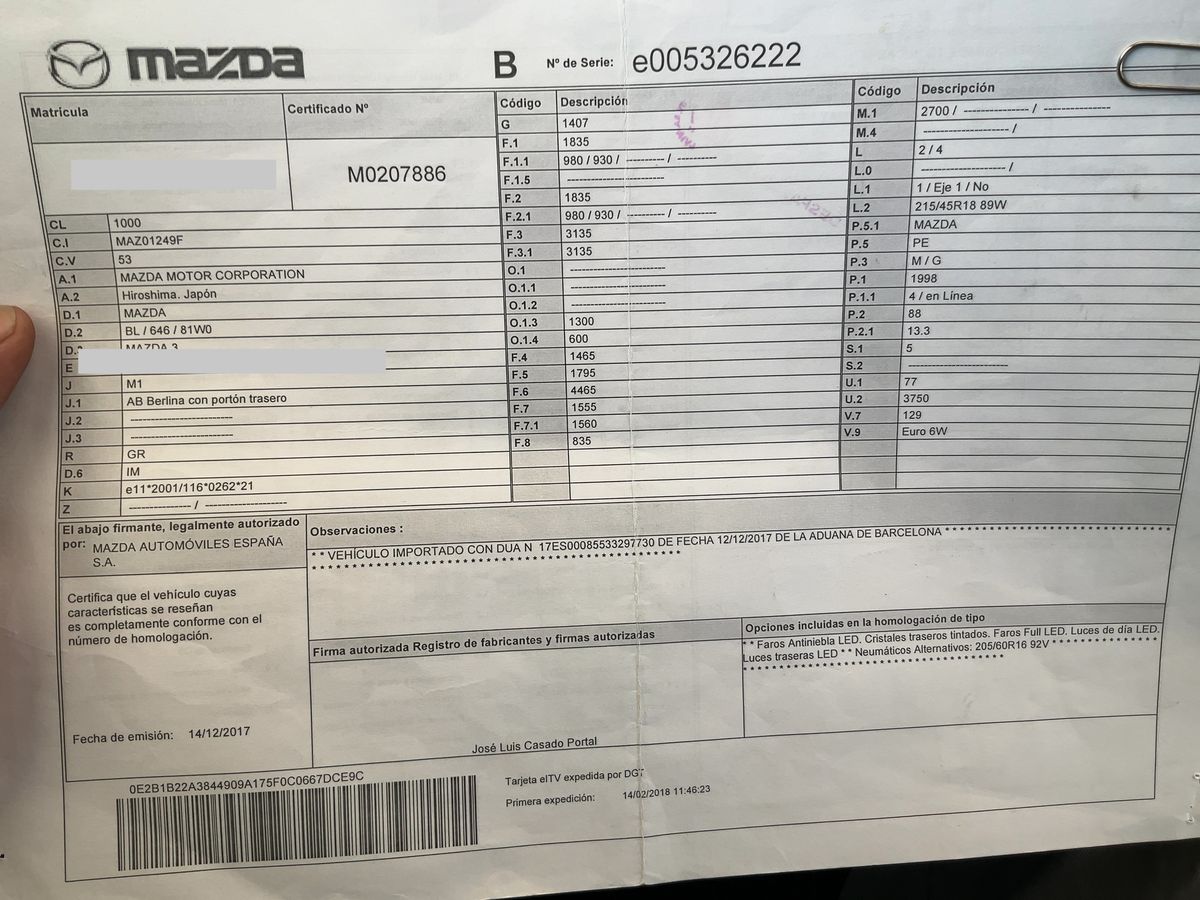 mazda
B Nº de Serie: e005326222
Matrícula
Certificado Nº
M0207886
CL 1000
C.I MAZ01249F
C.V 53
A.1 MAZDA MOTOR CORPORATION
A.2 Hiroshima. Japón
D.1 MAZDA
D.2 BL / 646 / 81W0
MAZDA 3
E
J M1
J.1 AB Berlina con portón trasero
J.2 ------------------------
J.3 ------------------------
R GR
D.6 IM
K e11*2001/116*0262*21
Z --------------- / --------------------
Código Descripción
G 1407
F.1 1835
F.1.1 980 / 930 / ---------- / ----------
F.1.5 ------------------------
F.2 1835
F.2.1 980 / 930 / ---------- / ----------
F.3 3135
F.3.1 3135
O.1 ------------------------
O.1.1 ------------------------
O.1.2 ------------------------
O.1.3 1300
O.1.4 600
F.4 1465
F.5 1795
F.6 4465
F.7 1555
F.7.1 1560
F.8 835
Código Descripción
M.1 2700 / ---------------- / ----------------
M.4 --------------------- /
L 2 / 4
L.0 --------------------- /
L.1 1 / Eje 1 / No
L.2 215/45R18 89W
P.5.1 MAZDA
P.5 PE
P.3 M / G
P.1 1998
P.1.1 4 / en Línea
P.2 88
P.2.1 13.3
S.1 5
S.2 ------------------------
U.1 77
U.2 3750
V.7 129
V.9 Euro 6W
El abajo firmante, legalmente autorizado
por: MAZDA AUTOMÓVILES ESPAÑA
S.A.
Certifica que el vehículo cuyas
características se reseñan
es completamente conforme con el
número de homologación.
Fecha de emisión: 14/12/2017
Observaciones :
* * VEHÍCULO IMPORTADO CON DUA N 17ES00085533297730 DE FECHA 12/12/2017 DE LA ADUANA DE BARCELONA * * * * * * * * * * * * * * * * * * * * * * * * * * * * * *
* * * * * * * * * * * * * * * * * * * * * * * * * * * * * * * * * * * * * * * * * * * * * * * * *
Firma autorizada Registro de fabricantes y firmas autorizadas
José Luis Casado Portal
Opciones incluidas en la homologación de tipo
* * Faros Antiniebla LED. Cristales traseros tintados. Faros Full LED. Luces de día LED.
Luces traseras LED * * Neumáticos Alternativos: 205/60R16 92V * * * * * * * * * * * * * *
* * * * * * * * * * * * * * * * * * * * * * * * * * * * * * * * * * *
0E2B1B22A3844909A175F0C0667DCE9C
Tarjeta eITV expedida por DGT
Primera expedición: 14/02/2018 11:46:23